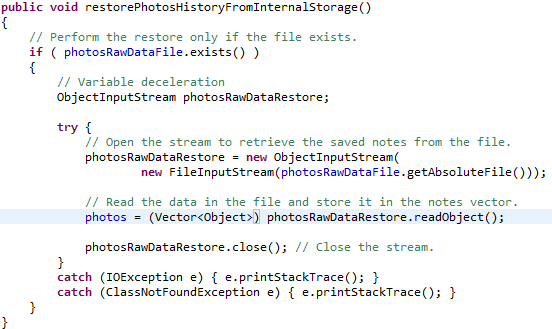 public void restorePhotosHistoryFromInternalStorage()
{
    // Perform the restore only if the file exists.
    if ( photosRawDataFile.exists() )
    {
        // Variable deceleration
        ObjectInputStream photosRawDataRestore;

        try {
            // Open the stream to retrieve the saved notes from the file.
            photosRawDataRestore = new ObjectInputStream(
                    new FileInputStream(photosRawDataFile.getAbsoluteFile()));

            // Read the data in the file and store it in the notes vector.
            photos = (Vector<Object>) photosRawDataRestore.readObject();

            photosRawDataRestore.close(); // Close the stream.
        }
        catch (IOException e) { e.printStackTrace(); }
        catch (ClassNotFoundException e) { e.printStackTrace(); }
    }
}